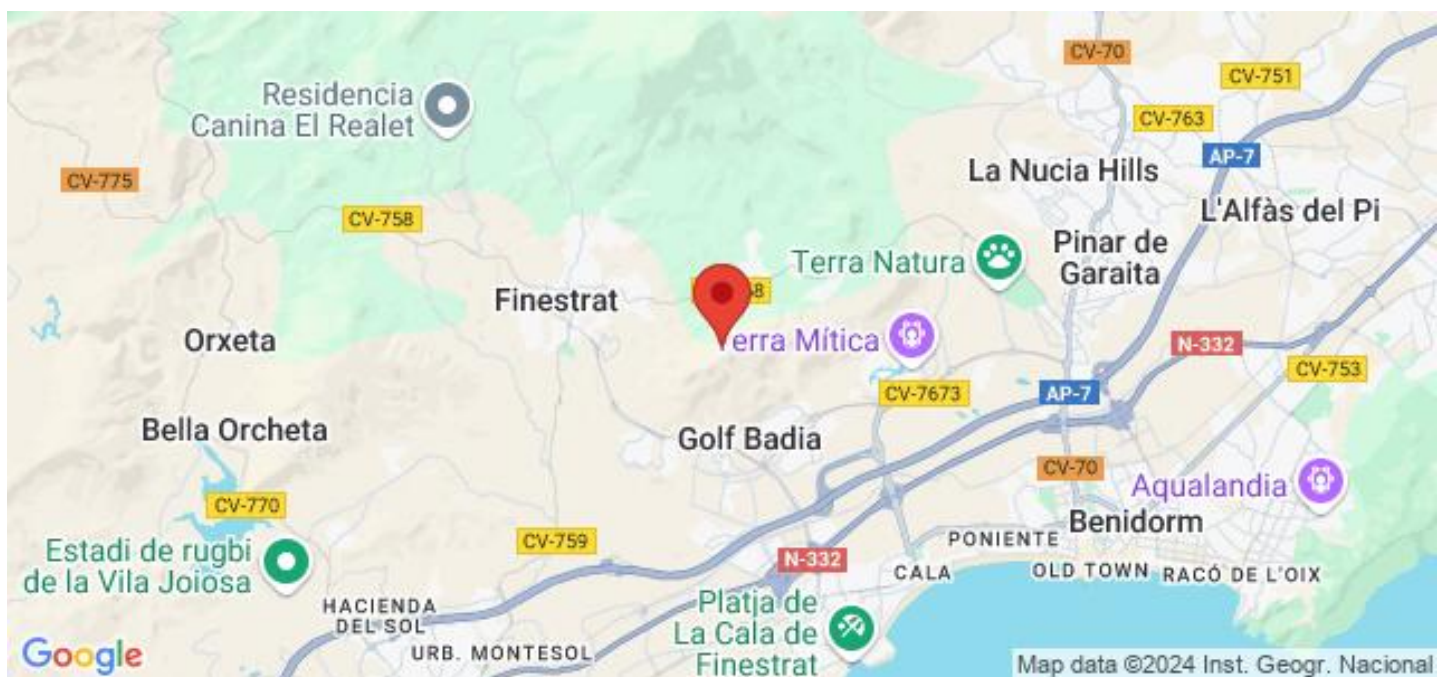 CV-70
CV-751
Residencia
Canina El Realet
CV-763
AP-7
La Nucia Hills
CV-775
CV-758
L'Alfàs del Pi
Pinar de
Garaita
Terra Natura
Finestrat
8
Orxeta
Terra Mítica
N-332
CV-753
CV-7673
AP-7
Bella Orcheta
Golf Badia
CV-70
Aqualandia
CV-770
Benidorm
CV-759
PONIENTE
Estadi de rugbi
de la Vila Joiosa
N-332
CALA
OLD TOWN
RACÓ DE L'OIX
HACIENDA
DEL SOL
Platja de
La Cala de
Finestrat
URB. MONTESOL
Google
Map data ©2024 Inst. Geogr. Nacional